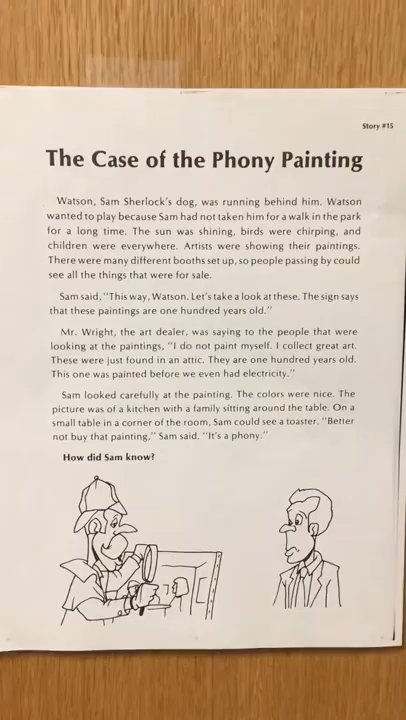 Story #15
The Case of the Phony Painting
Watson, Sam Sherlock's dog, was running behind him. Watson
wanted to play because Sam had not taken him for a walk in the park
for a long time. The sun was shining, birds were chirping, and
children were everywhere. Artists were showing their paintings.
There were many different booths set up, so people passing by could
see all the things that were for sale.
Sam said, "This way, Watson. Let's take a look at these. The sign says
that these paintings are one hundred years old."
Mr. Wright, the art dealer, was saying to the people that were
looking at the paintings, "I do not paint myself. I collect great art.
These were just found in an attic. They are one hundred years old.
This one was painted before we even had electricity."
Sam looked carefully at the painting. The colors were nice. The
picture was of a kitchen with a family sitting around the table. On a
small table in a corner of the room, Sam could see a toaster. "Better
not buy that painting," Sam said. "It's a phony."
How did Sam know?